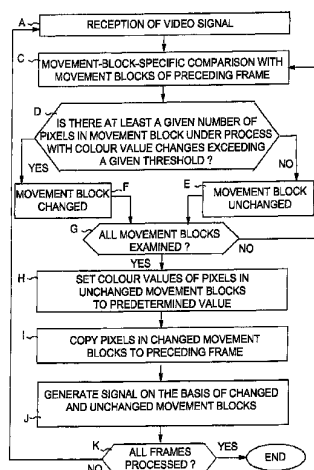 A
RECEPTION OF VIDEO SIGNAL
C
MOVEMENT-BLOCK-SPECIFIC COMPARISON WITH
MOVEMENT BLOCKS OF PRECEDING FRAME
D
IS THERE AT LEAST A GIVEN NUMBER OF
PIXELS IN MOVEMENT BLOCK UNDER PROCESS
WITH COLOUR VALUE CHANGES EXCEEDING
A GIVEN THRESHOLD ?
YES
NO
F
E
MOVEMENT BLOCK
CHANGED
MOVEMENT BLOCK
UNCHANGED
G
ALL MOVEMENT BLOCKS
EXAMINED ?
NO
YES
H
SET COLOUR VALUES OF PIXELS IN
UNCHANGED MOVEMENT BLOCKS
TO PREDETERMINED VALUE
I
COPY PIXELS IN CHANGED MOVEMENT
BLOCKS TO PRECEDING FRAME
GENERATE SIGNAL ON THE BASIS OF CHANGED
AND UNCHANGED MOVEMENT BLOCKS
J
K
ALL FRAMES
PROCESSED ?
YES
END
NO